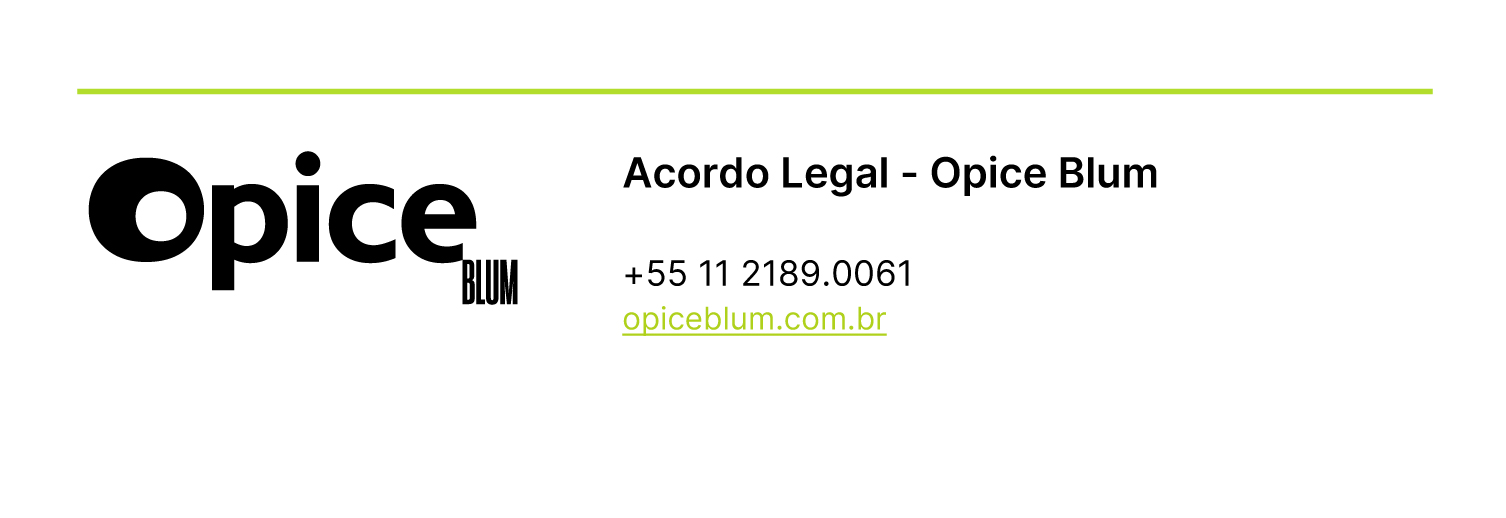 Opice
BLUM
Acordo Legal - Opice Blum
+55 11 2189.0061
opiceblum.com.br